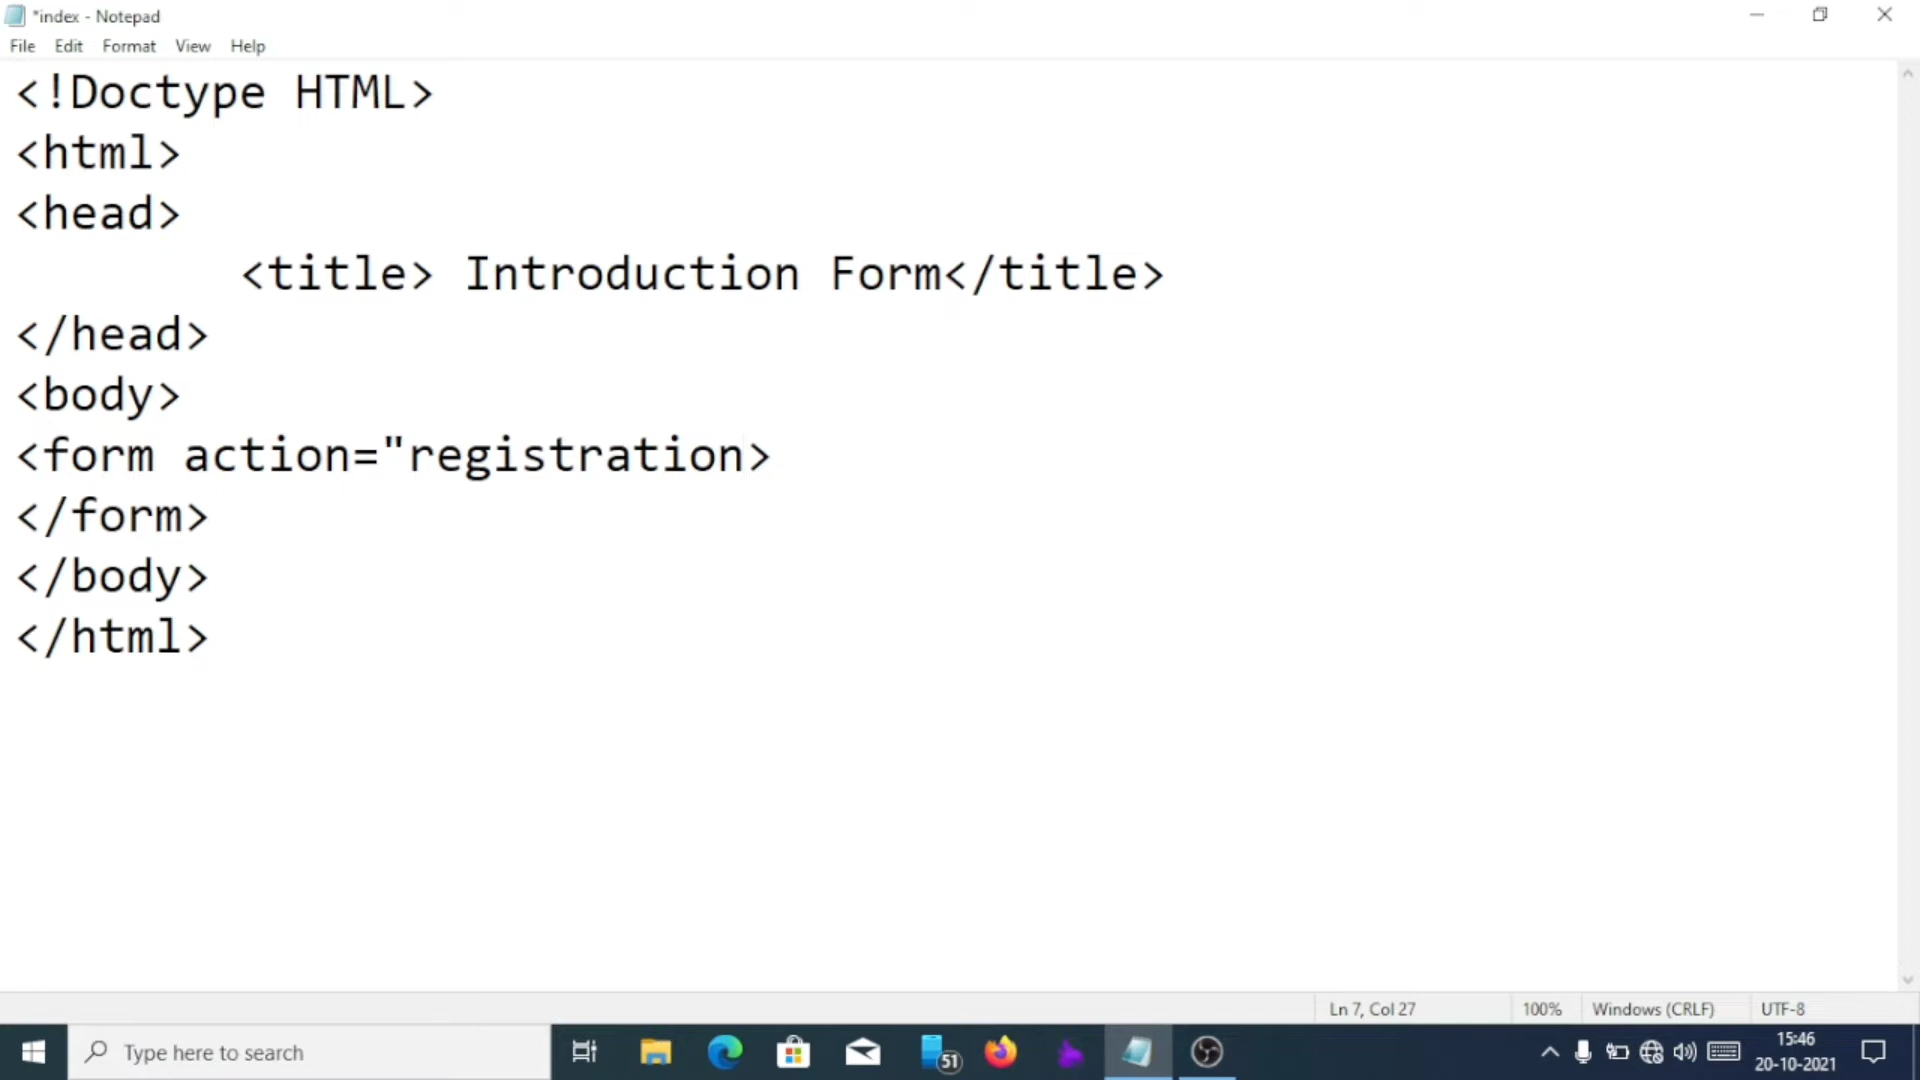 *index - Notepad
File Edit Format View Help
<!Doctype HTML>
<html>
<head>
<title> Introduction Form</title>
</head>
<body>
<form action="registration>
</form>
</body>
</html>
Ln 7, Col 27 100% Windows (CRLF) UTF-8
Type here to search 51 15:46
20-10-2021